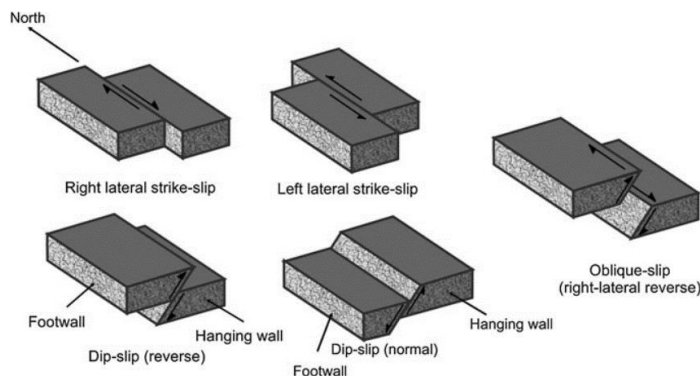 North
Right lateral strike-slip
Left lateral strike-slip
Oblique-slip
(right-lateral reverse)
Footwall
Hanging wall
Dip-slip (reverse)
Hanging wall
Dip-slip (normal)
Footwall